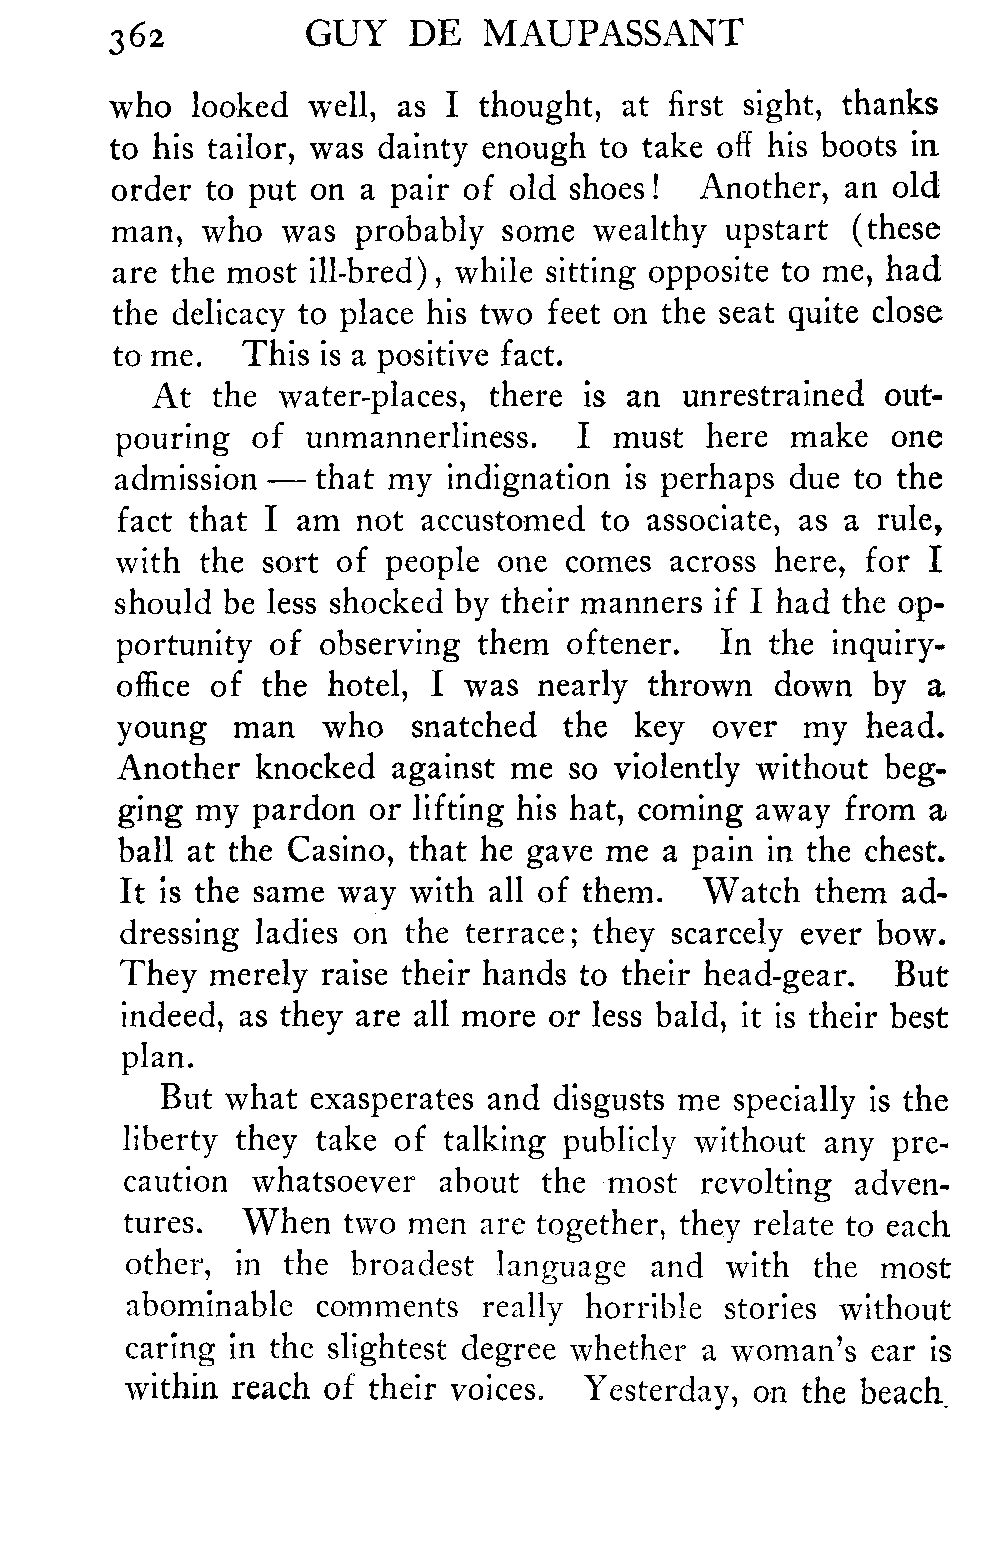 362 GUY DE MAUPASSANT
who looked well, as I thought, at first sight, thanks
to his tailor, was dainty enough to take off his boots in
order to put on a pair of old shoes! Another, an old
man, who was probably some wealthy upstart (these
are the most ill-bred), while sitting opposite to me, had
the delicacy to place his two feet on the seat quite close
to me. This is a positive fact.
At the water-places, there is an unrestrained out-
pouring of unmannerliness. I must here make one
admission — that my indignation is perhaps due to the
fact that I am not accustomed to associate, as a rule,
with the sort of people one comes across here, for I
should be less shocked by their manners if I had the op-
portunity of observing them oftener. In the inquiry-
office of the hotel, I was nearly thrown down by a
young man who snatched the key over my head.
Another knocked against me so violently without beg-
ging my pardon or lifting his hat, coming away from a
ball at the Casino, that he gave me a pain in the chest.
It is the same way with all of them. Watch them ad-
dressing ladies on the terrace; they scarcely ever bow.
They merely raise their hands to their head-gear. But
indeed, as they are all more or less bald, it is their best
plan.
But what exasperates and disgusts me specially is the
liberty they take of talking publicly without any pre-
caution whatsoever about the most revolting adven-
tures. When two men are together, they relate to each
other, in the broadest language and with the most
abominable comments really horrible stories without
caring in the slightest degree whether a woman's ear is
within reach of their voices. Yesterday, on the beach